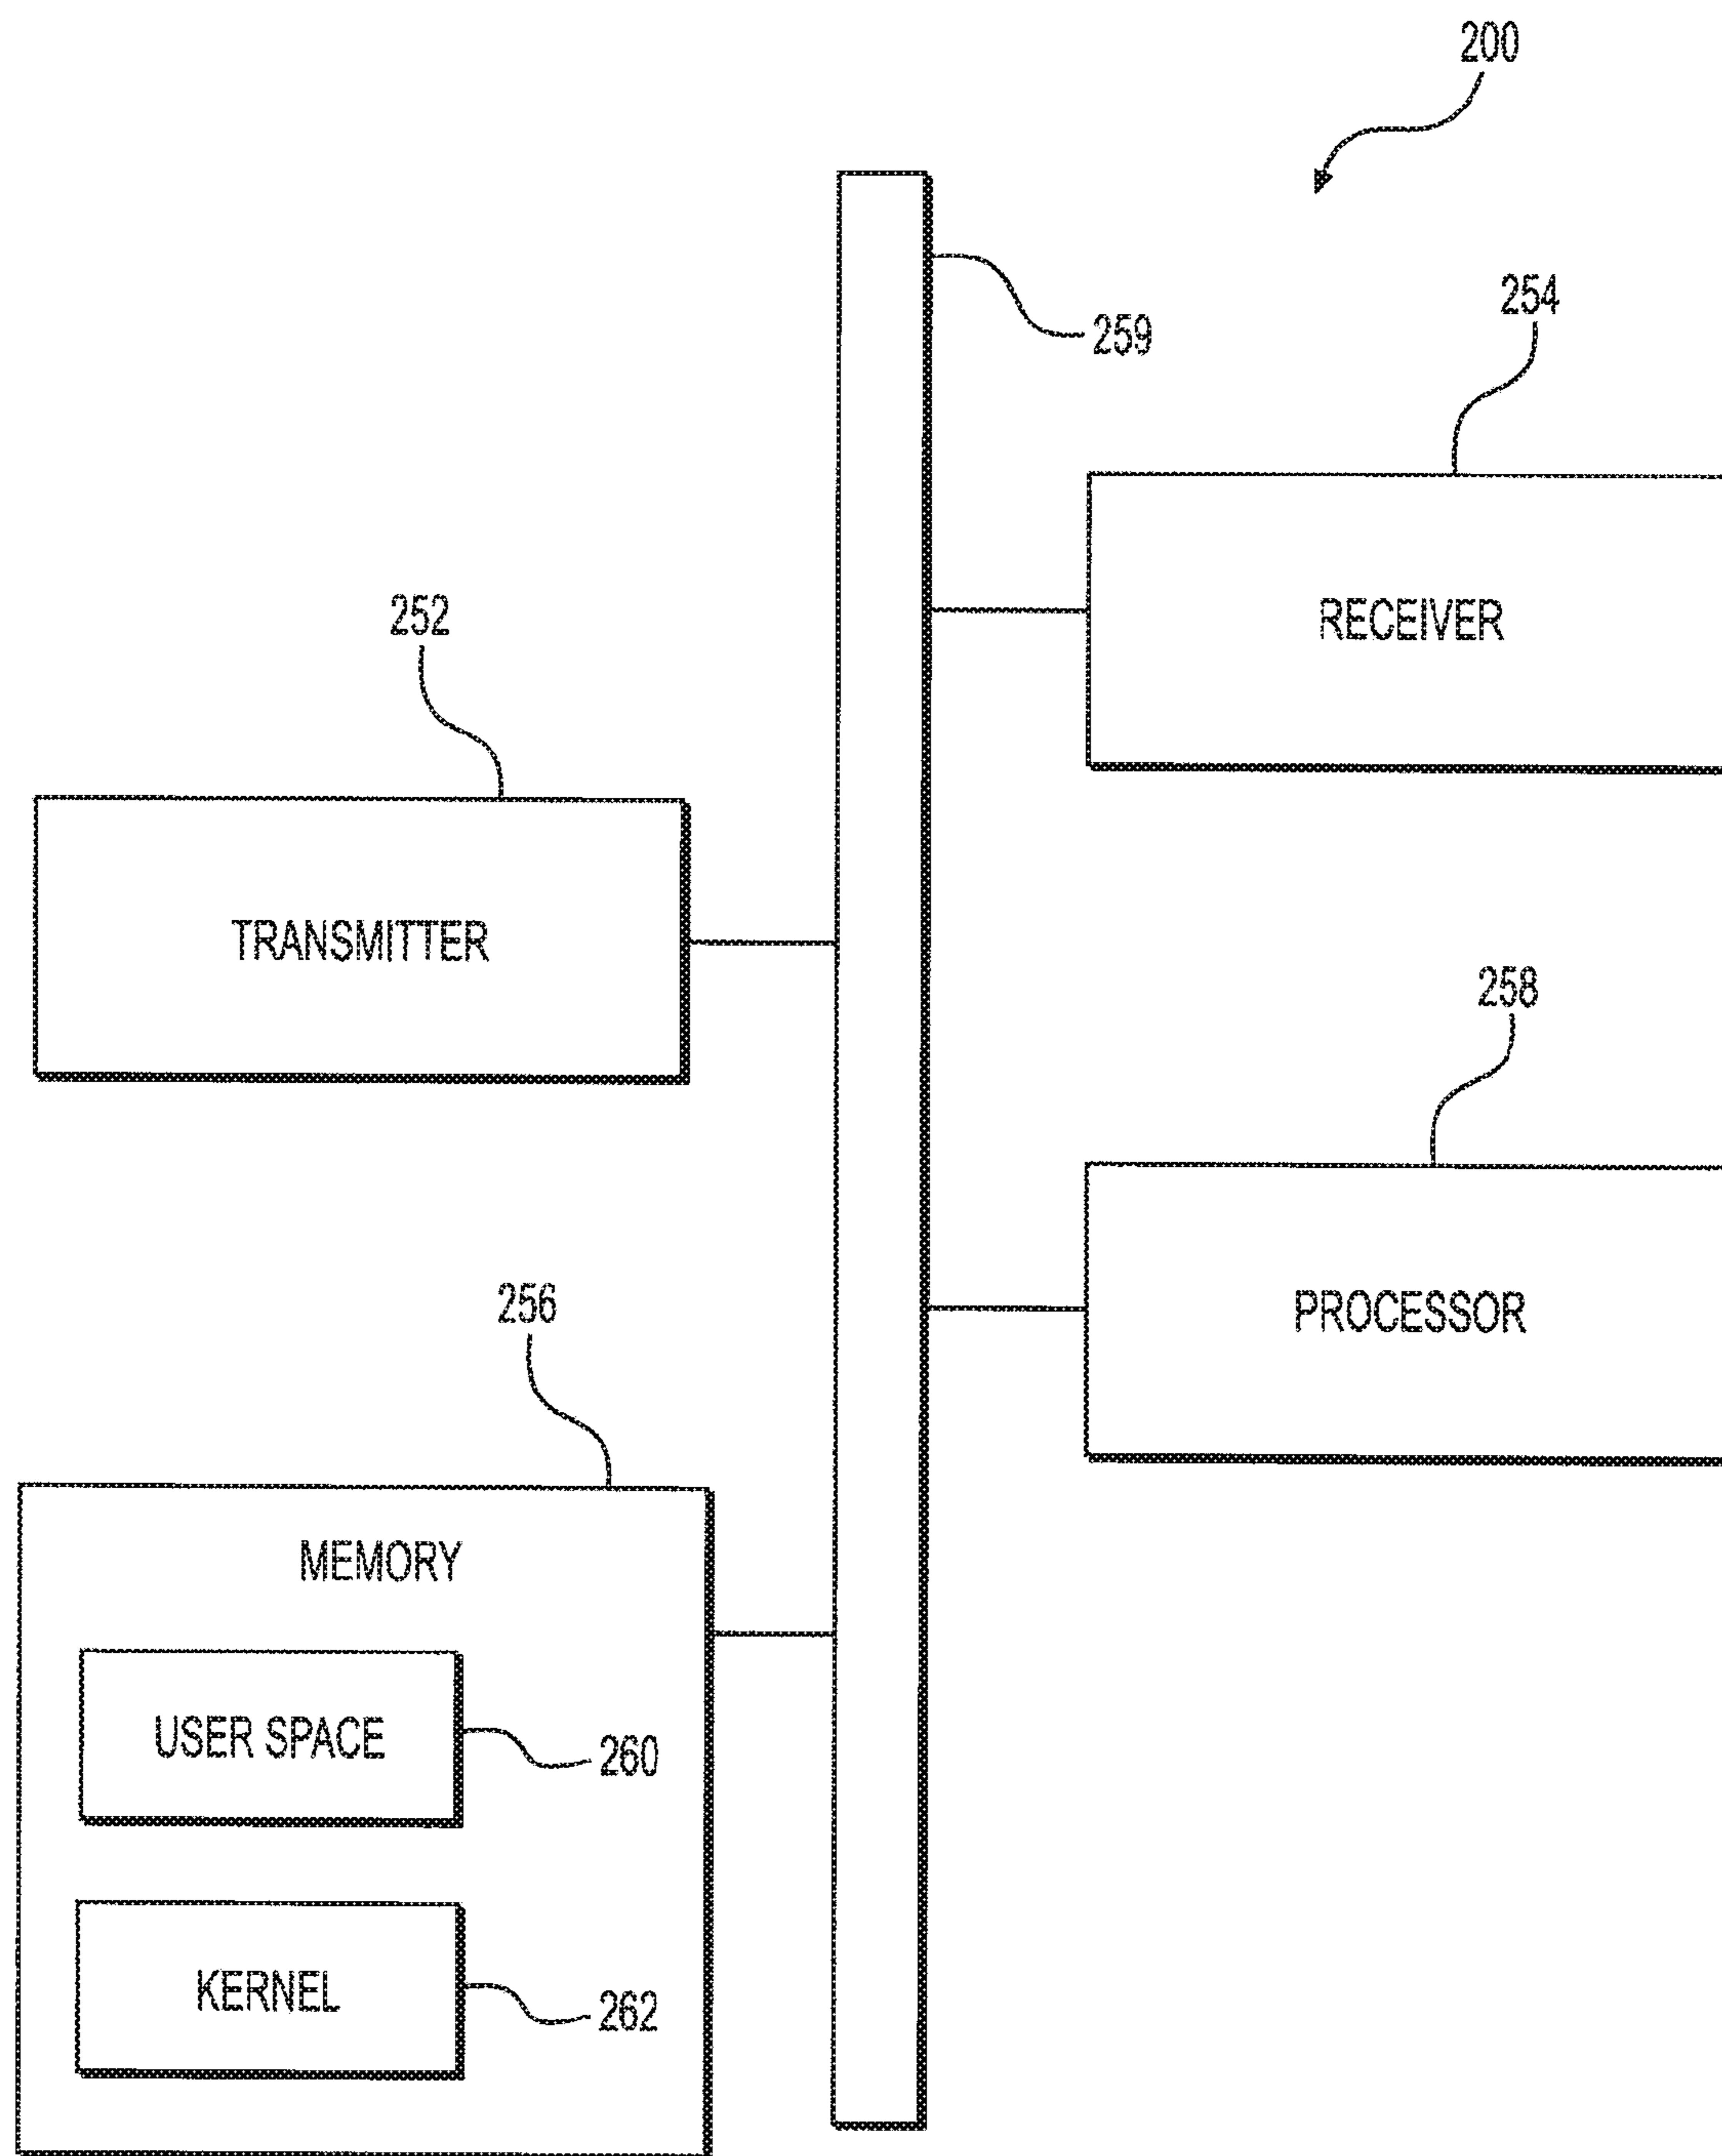 200
259
254
RECEIVER
252
TRANSMITTER
258
PROCESSOR
256
MEMORY
USER SPACE
260
KERNEL
262